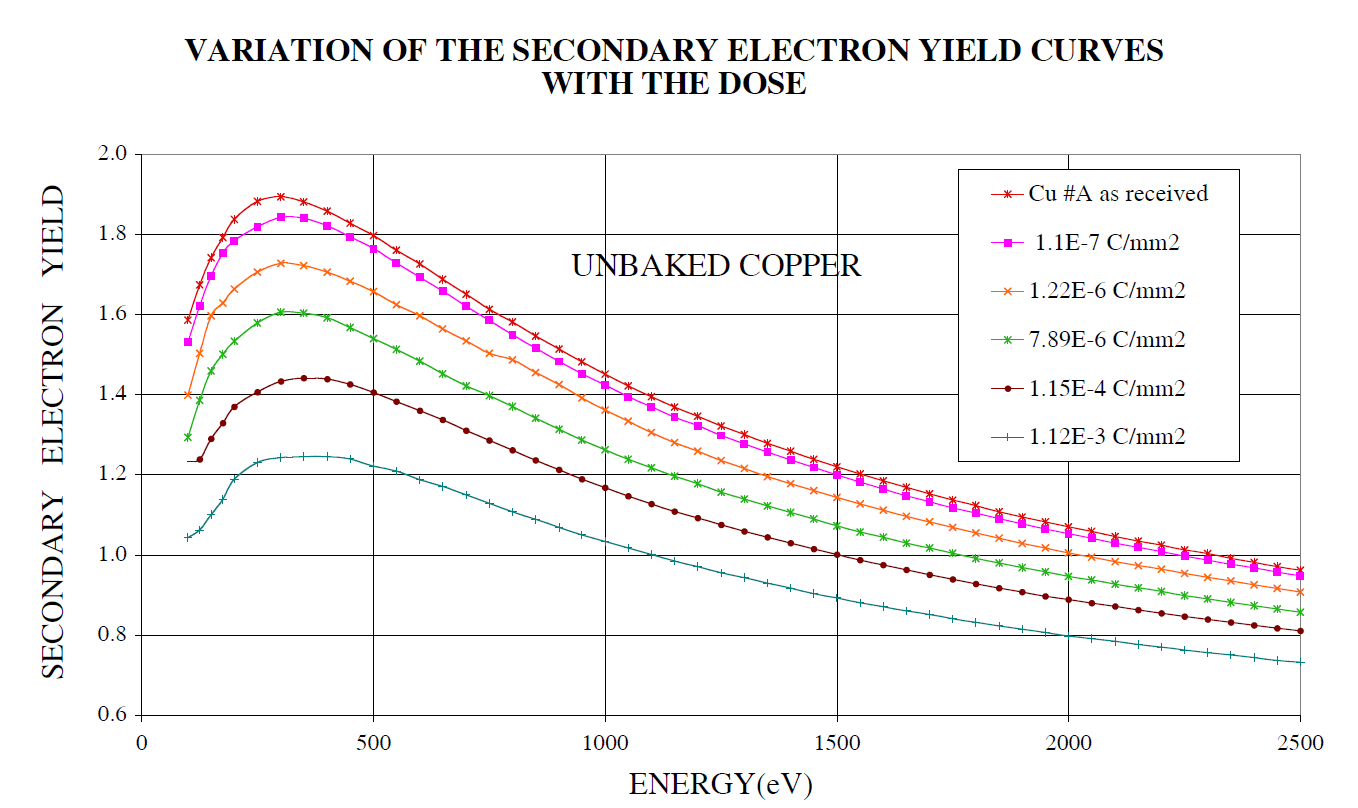 VARIATION OF THE SECONDARY ELECTRON YIELD CURVES
WITH THE DOSE
SECONDARY ELECTRON YIELD
2.0
1.8
1.6
1.4
1.2
1.0
0.8
0.6
UNBAKED COPPER
Cu #A as received
1.1E-7 C/mm2
1.22E-6 C/mm2
7.89E-6 C/mm2
1.15E-4 C/mm2
1.12E-3 C/mm2
0 500 1000 1500 2000 2500
ENERGY(eV)